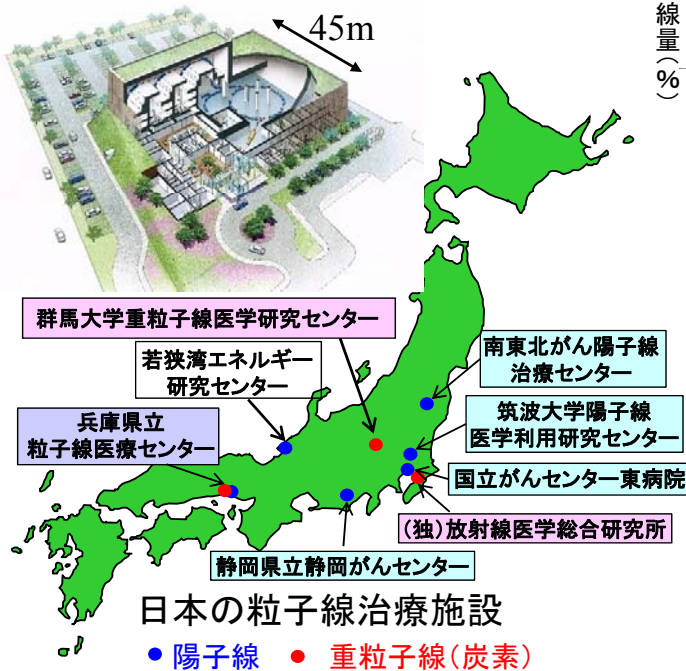 45m
線量(%)
群馬大学重粒子線医学研究センター
若狭湾エネルギー
研究センター
南東北がん陽子線
治療センター
兵庫県立
粒子線医療センター
筑波大学陽子線
医学利用研究センター
国立がんセンター東病院
(独)放射線医学総合研究所
静岡県立静岡がんセンター
日本の粒子線治療施設
陽子線 重粒子線(炭素)